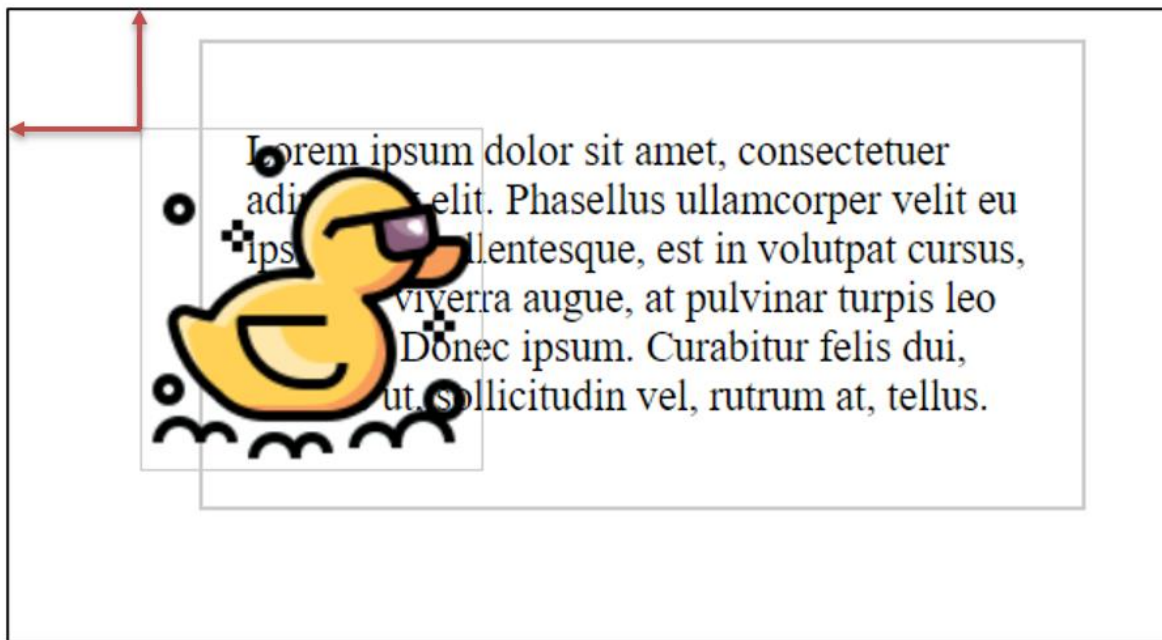 Lorem ipsum dolor sit amet, consectetuer
elit. Phasellus ullamcorper velit eu
est in volutpat cursus,
viverra augue, at pulvinar turpis leo
Donec ipsum. Curabitur felis dui,
ut, sollicitudin vel, rutrum at, tellus.